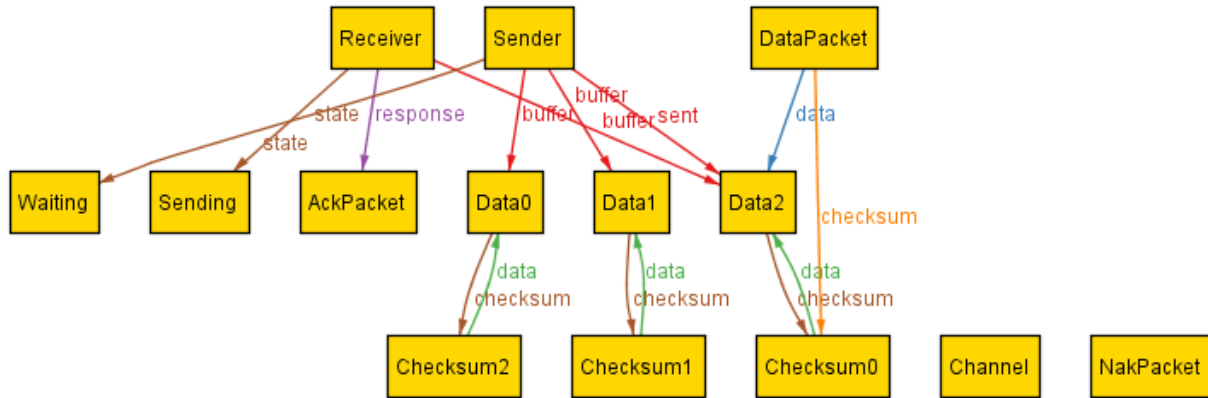 Receiver
Sender
DataPacket
buffer
state
response
buffer
buffer
sent
data
state
Waiting
Sending
AckPacket
Data0
Data1
Data2
checksum
data
data
data
checksum
checksum
checksum
Checksum2
Checksum1
Checksum0
Channel
NakPacket